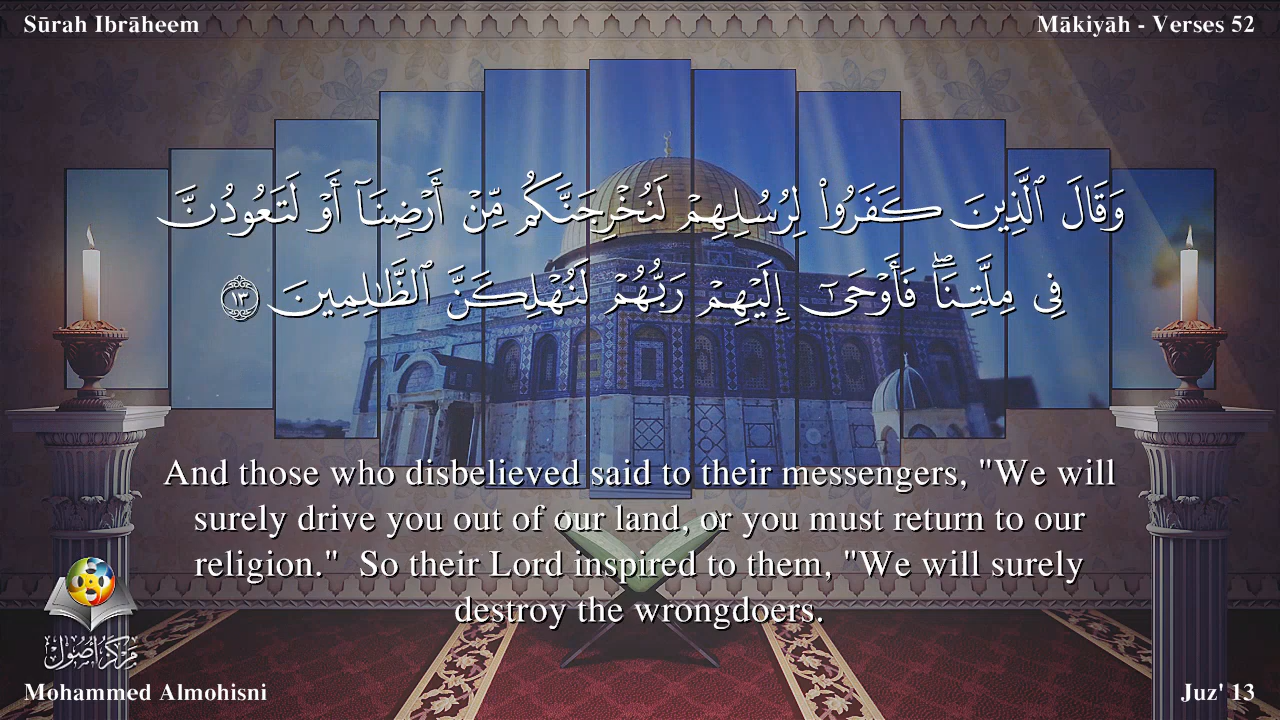 Sūrah Ibrāheem
Mākiyāh - Verses 52
وَقَالَ ٱلَّذِينَ كَفَرُوا۟ لِرُسُلِهِمْ لَنُخْرِجَنَّكُم مِّنْ أَرْضِنَآ أَوْ لَتَعُودُنَّ
فِى مِلَّتِنَا ۖ فَأَوْحَىٰٓ إِلَيْهِمْ رَبُّهُمْ لَنُهْلِكَنَّ ٱلظَّـٰلِمِينَ ١٣
And those who disbelieved said to their messengers, "We will
surely drive you out of our land, or you must return to our
religion."  So their Lord inspired to them, "We will surely
destroy the wrongdoers.
مركز أصول
Mohammed Almohisni
Juz' 13